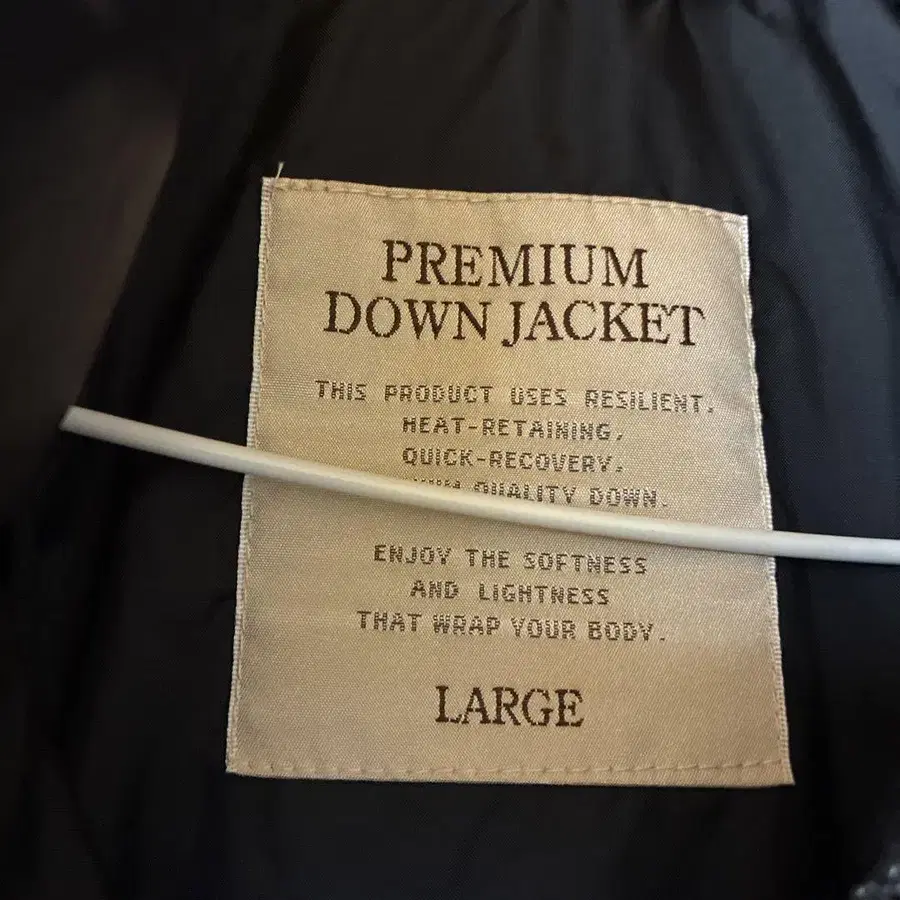 PREMIUM
DOWN JACKET
THIS PRODUCT USES RESILIENT,
HEAT-RETAINING,
QUICK-RECOVERY,
QUALITY DOWN.
ENJOY THE SOFTNESS
AND LIGHTNESS
THAT WRAP YOUR BODY.
LARGE